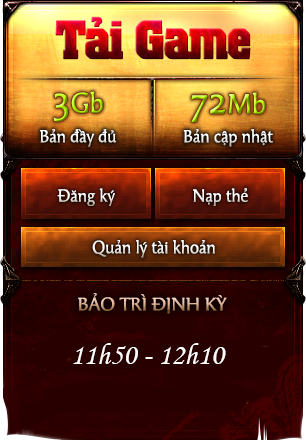 Tải Game
3Gb 72Mb
Bản đầy đủ Bản cập nhật
Đăng ký Nạp thẻ
Quản lý tài khoản
BẢO TRÌ ĐỊNH KỲ
11h50 - 12h10